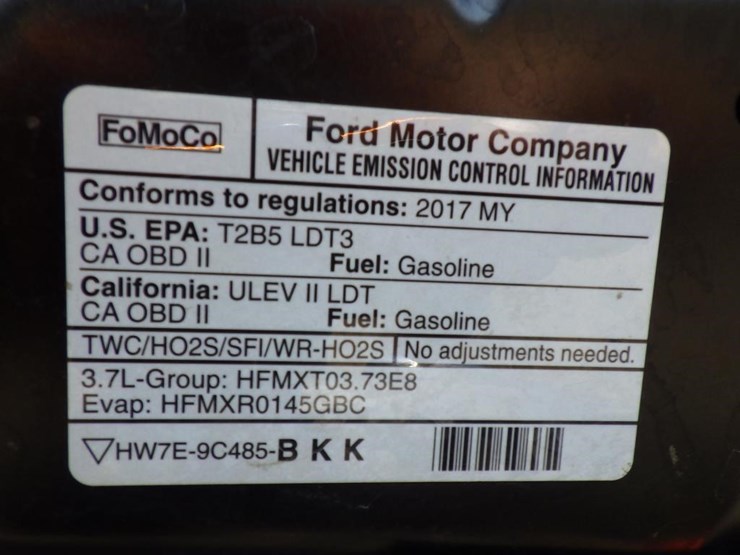 FoMoCo
Ford Motor Company
VEHICLE EMISSION CONTROL INFORMATION
Conforms to regulations: 2017 MY
U.S. EPA: T2B5 LDT3
CA OBD II Fuel: Gasoline
California: ULEV II LDT
CA OBD II Fuel: Gasoline
TWC/HO2S/SFI/WR-HO2S No adjustments needed.
3.7L-Group: HFMXT03.73E8
Evap: HFMXR0145GBC
HW7E-9C485-B K K